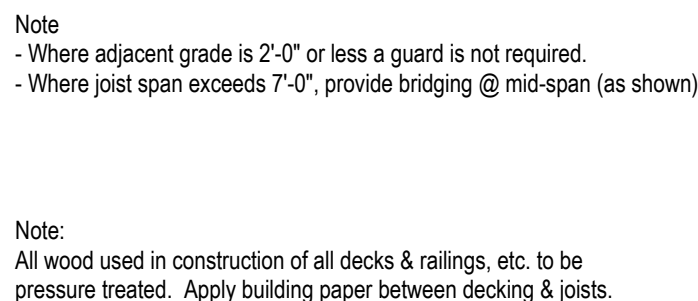 Note
- Where adjacent grade is 2'-0" or less a guard is not required.
- Where joist span exceeds 7'-0", provide bridging @ mid-span (as shown)
Note:
All wood used in construction of all decks & railings, etc. to be
pressure treated.  Apply building paper between decking & joists.